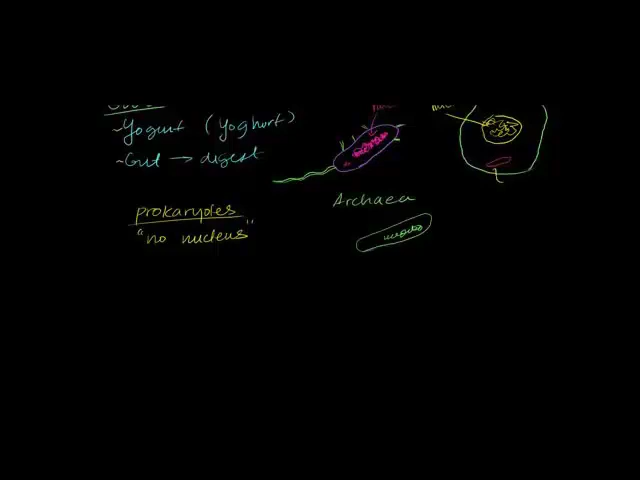 ~Yogurt (Yoghurt)
~Gut → digest
prokaryotes
"no nucleus"
Archaea